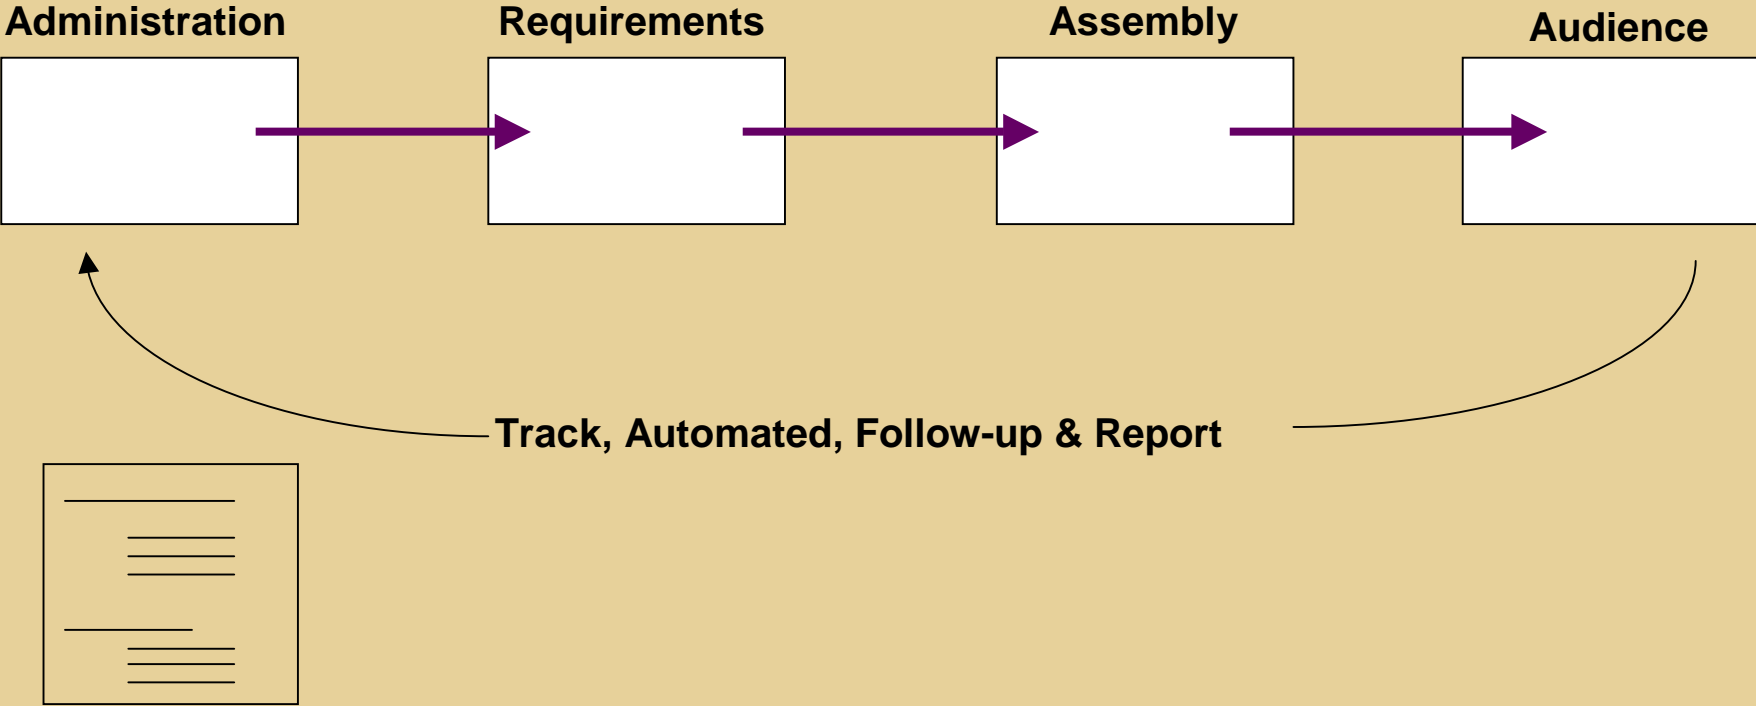 Administration
Requirements
Assembly
Audience
Track, Automated, Follow-up & Report